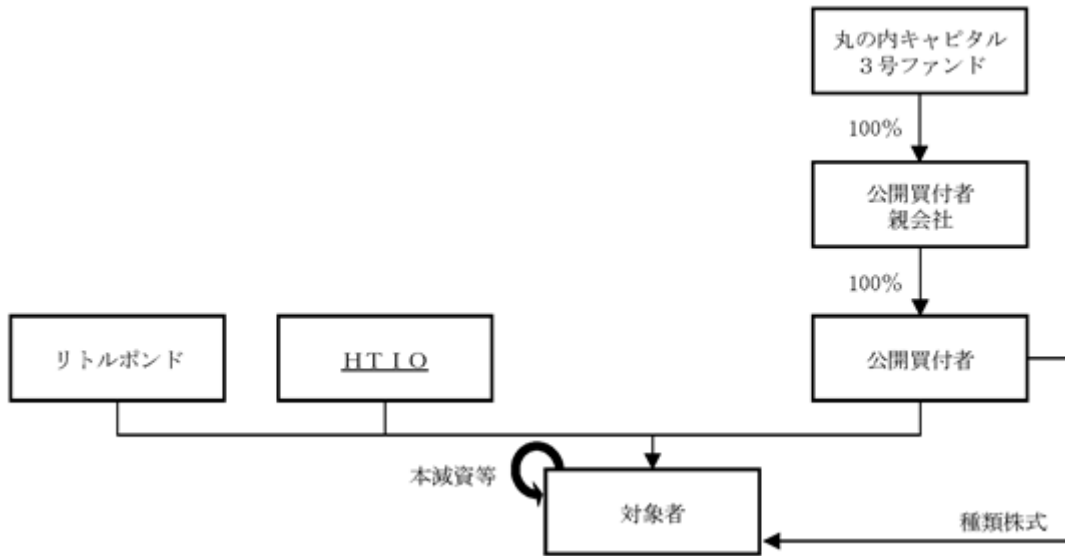 丸の内キャピタル
３号ファンド
100%
公開買付者
親会社
100%
リトルポンド
ＨＴＩＯ
公開買付者
本減資等
対象者
種類株式